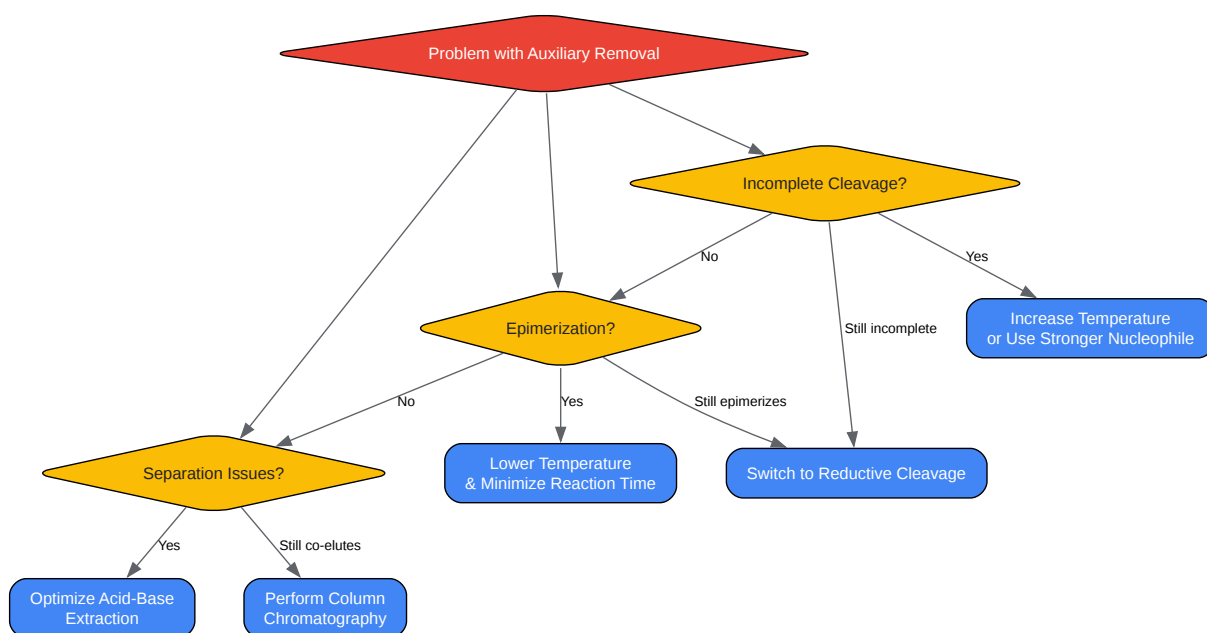 Problem with Auxiliary Removal
Incomplete Cleavage?
No
Yes
Increase Temperature
or Use Stronger Nucleophile
Epimerization?
Still incomplete
No
Yes
Still epimerizes
Separation Issues?
Lower Temperature
& Minimize Reaction Time
Switch to Reductive Cleavage
Yes
Still co-elutes
Optimize Acid-Base
Extraction
Perform Column
Chromatography